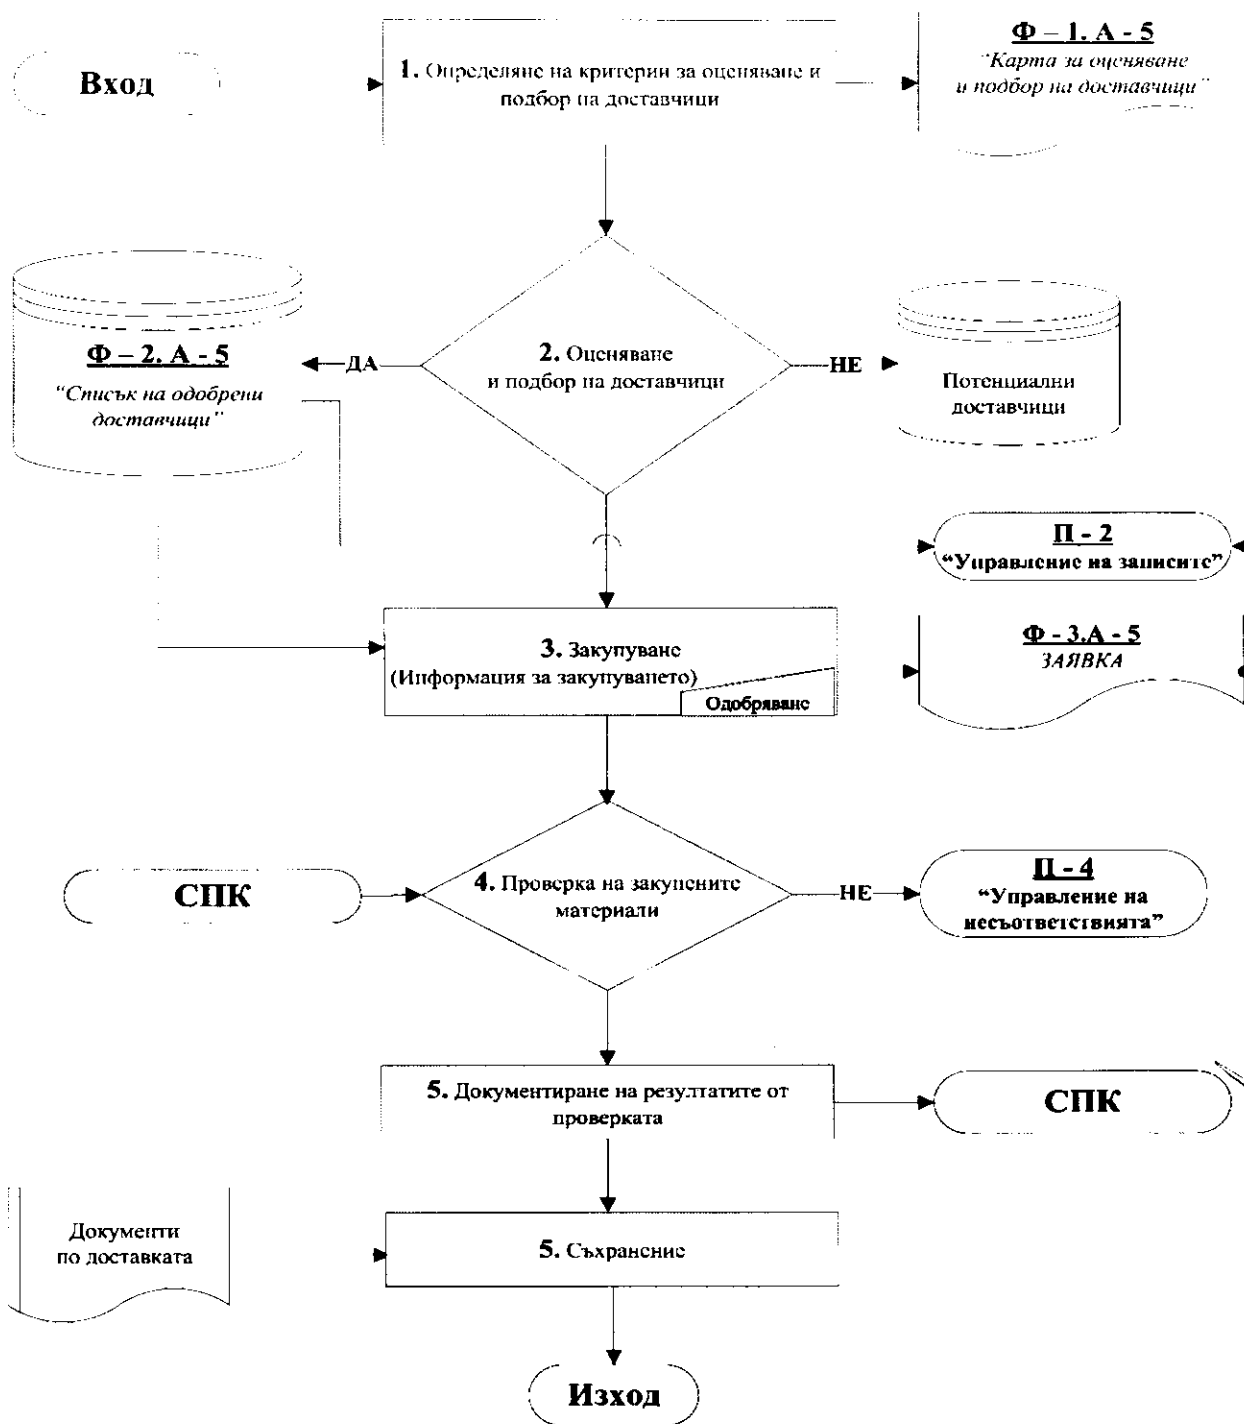 Вход
1. Определяне на критерии за оценяване и
подбор на доставчици
Ф – 1. А - 5
“Карта за оценяване
и подбор на доставчици”
Ф – 2. А - 5
“Списък на одобрени
доставчици”
ДА
2. Оценяване
и подбор на доставчици
НЕ
Потенциални
доставчици
П - 2
“Управление на записите”
3. Закупуване
(Информация за закупуването)
Одобряване
Ф - 3.А - 5
ЗАЯВКА
СПК
4. Проверка на закупените
материали
НЕ
П - 4
“Управление на
несъответствията”
5. Документиране на резултатите от
проверката
СПК
Документи
по доставката
5. Съхранение
Изход